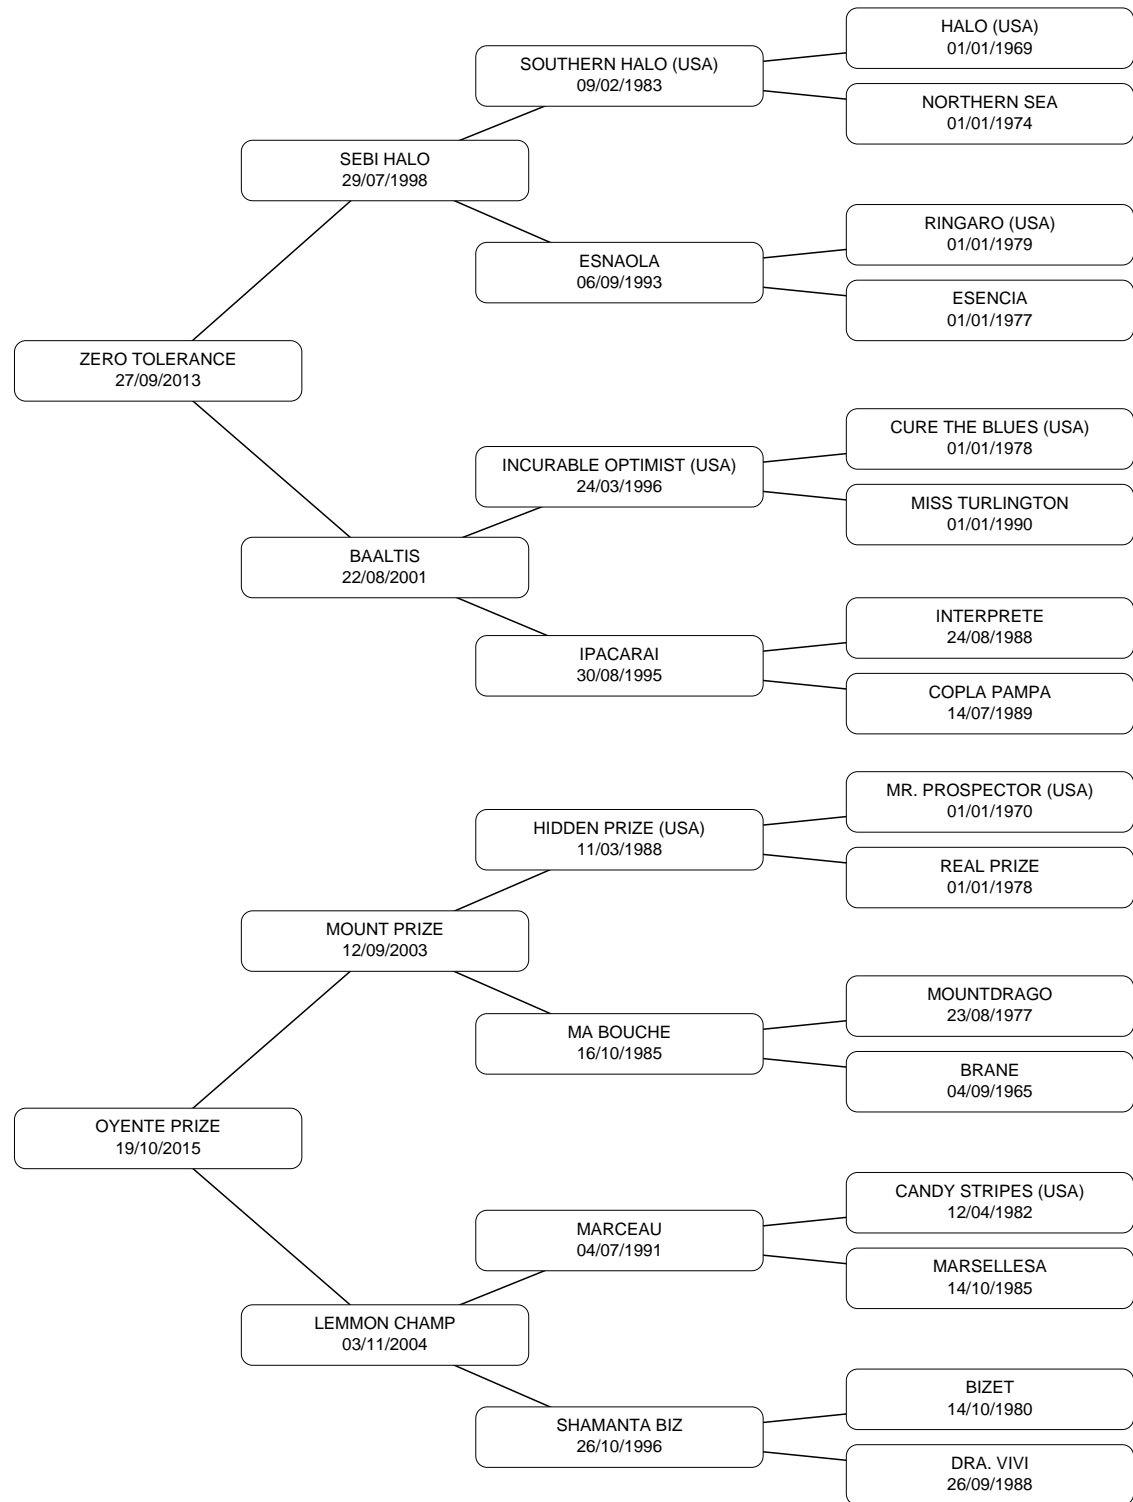 HALO (USA)
01/01/1969
SOUTHERN HALO (USA)
09/02/1983
NORTHERN SEA
01/01/1974
SEBI HALO
29/07/1998
RINGARO (USA)
01/01/1979
ESNAOLA
06/09/1993
ESENCIA
01/01/1977
ZERO TOLERANCE
27/09/2013
CURE THE BLUES (USA)
01/01/1978
INCURABLE OPTIMIST (USA)
24/03/1996
MISS TURLINGTON
01/01/1990
BAALTIS
22/08/2001
INTERPRETE
24/08/1988
IPACARAI
30/08/1995
COPLA PAMPA
14/07/1989
MR. PROSPECTOR (USA)
01/01/1970
HIDDEN PRIZE (USA)
11/03/1988
REAL PRIZE
01/01/1978
MOUNT PRIZE
12/09/2003
MOUNTDRAGO
23/08/1977
MA BOUCHE
16/10/1985
BRANE
04/09/1965
OYENTE PRIZE
19/10/2015
CANDY STRIPES (USA)
12/04/1982
MARCEAU
04/07/1991
MARSELLESA
14/10/1985
LEMMON CHAMP
03/11/2004
BIZET
14/10/1980
SHAMANTA BIZ
26/10/1996
DRA. VIVI
26/09/1988